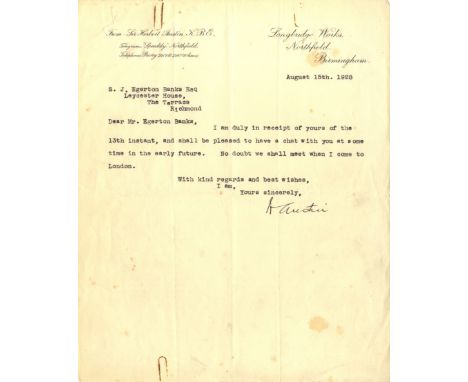 From Sir Herbert Austin K.B.E.
Longbridge Works,
Northfield,
Birmingham.
Telegrams, Speedily, Northfield.
August 15th. 1928
S. J. Egerton Banks Esq
Leycester House,
The Terrace
Richmond
Dear Mr. Egerton Banks,
I am duly in receipt of yours of the
13th instant, and shall be pleased to have a chat with you at some
time in the early future. No doubt we shall meet when I come to
London.
With kind regards and best wishes,
I am,
Yours sincerely,
H Austin